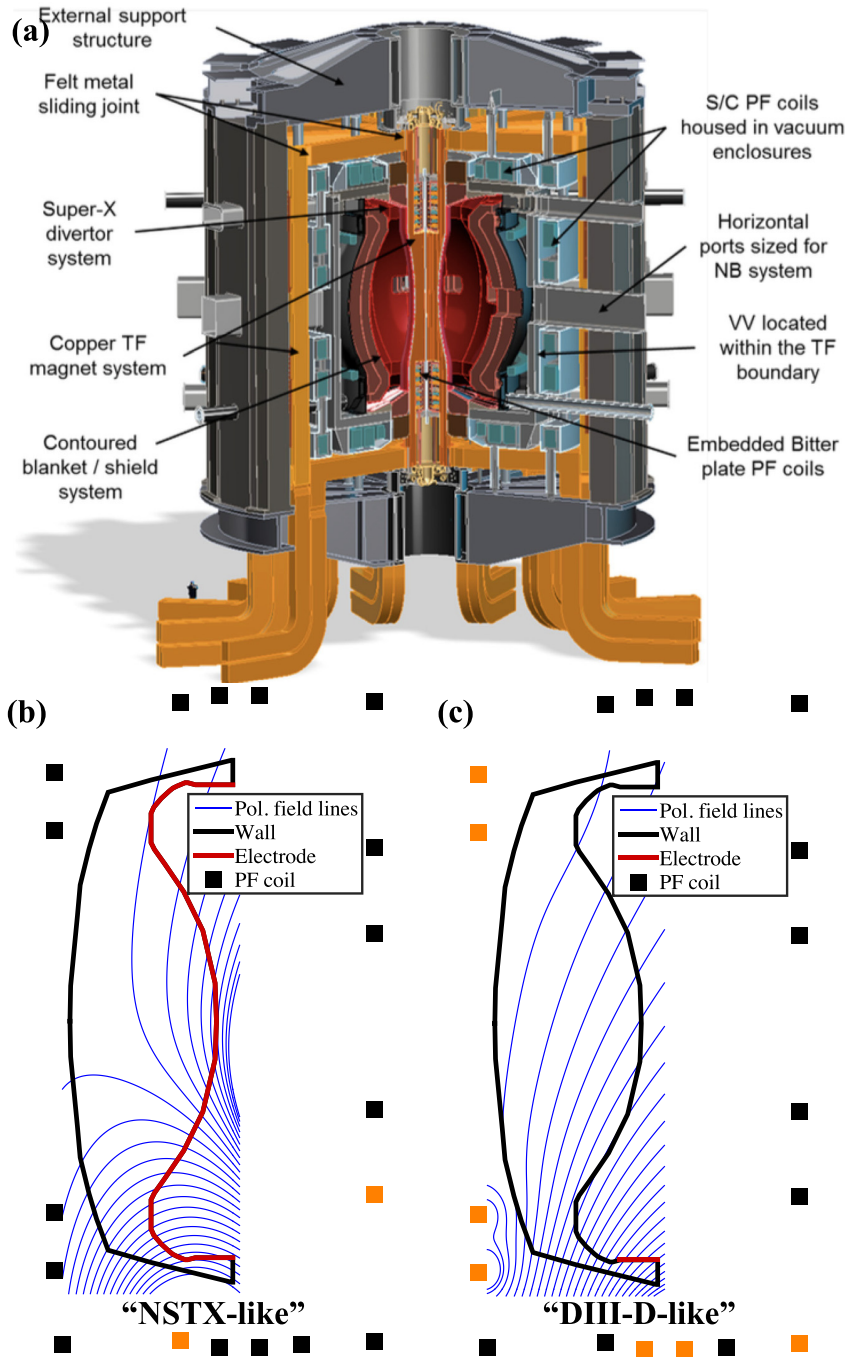 (a)
External support
structure
Felt metal
sliding joint
Super-X
divertor
system
Copper TF
magnet system
Contoured
blanket / shield
system
S/C PF coils
housed in vacuum
enclosures
Horizontal
ports sized for
NB system
VV located
within the TF
boundary
Embedded Bitter
plate PF coils
(b)
Pol. field lines
Wall
Electrode
PF coil
"NSTX-like"
(c)
Pol. field lines
Wall
Electrode
PF coil
"DIII-D-like"